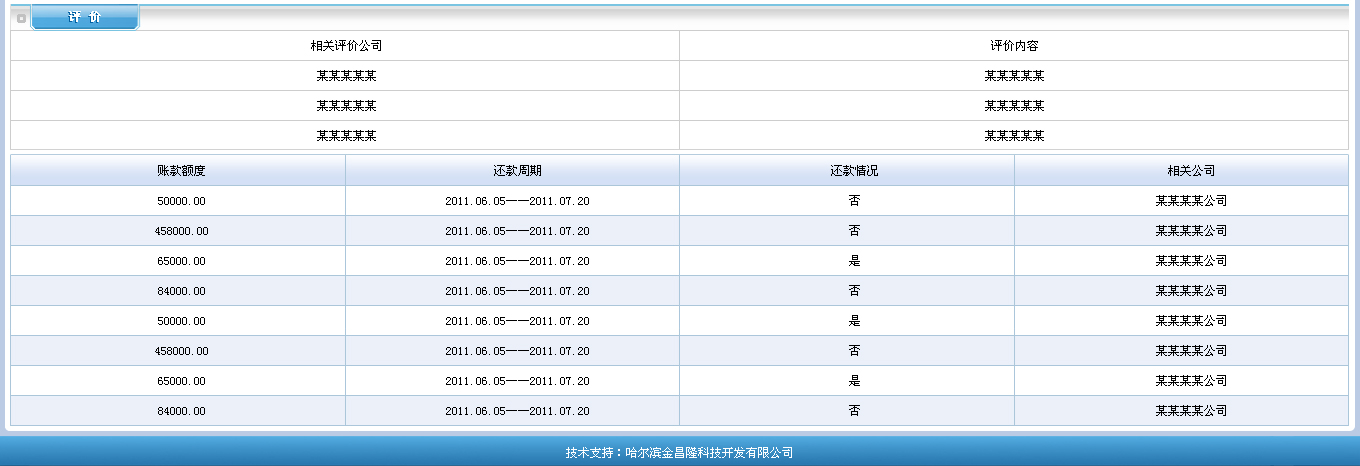 评 价
相关评价公司 评价内容
某某某某某 某某某某某
某某某某某 某某某某某
某某某某某 某某某某某
账款额度 还款周期 还款情况 相关公司
50000.00 2011.06.05——2011.07.20 否 某某某某公司
458000.00 2011.06.05——2011.07.20 否 某某某某公司
65000.00 2011.06.05——2011.07.20 是 某某某某公司
84000.00 2011.06.05——2011.07.20 否 某某某某公司
50000.00 2011.06.05——2011.07.20 是 某某某某公司
458000.00 2011.06.05——2011.07.20 否 某某某某公司
65000.00 2011.06.05——2011.07.20 是 某某某某公司
84000.00 2011.06.05——2011.07.20 否 某某某某公司
技术支持：哈尔滨金昌隆科技开发有限公司